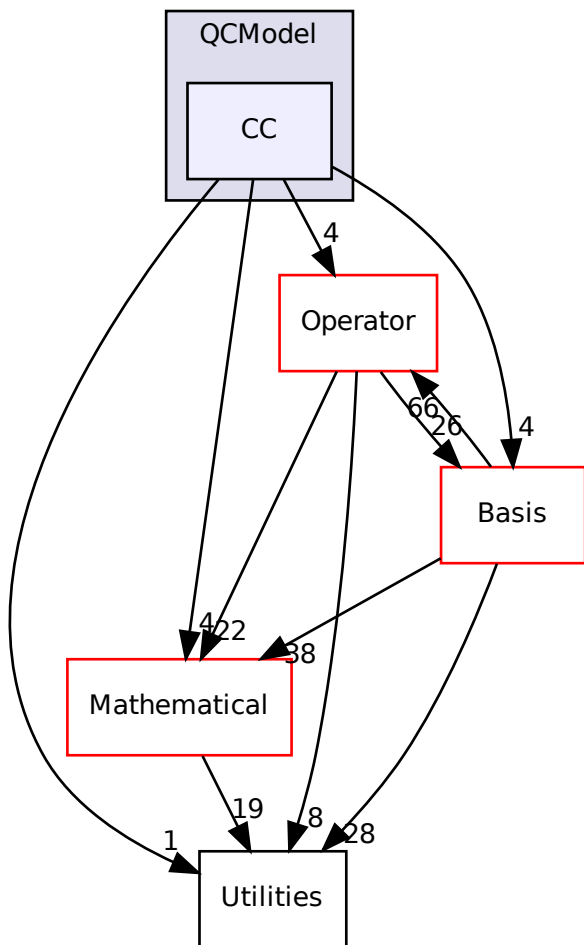 QCModel
CC
4
Operator
66
26
4
Basis
4
22
38
Mathematical
19
8
28
1
Utilities